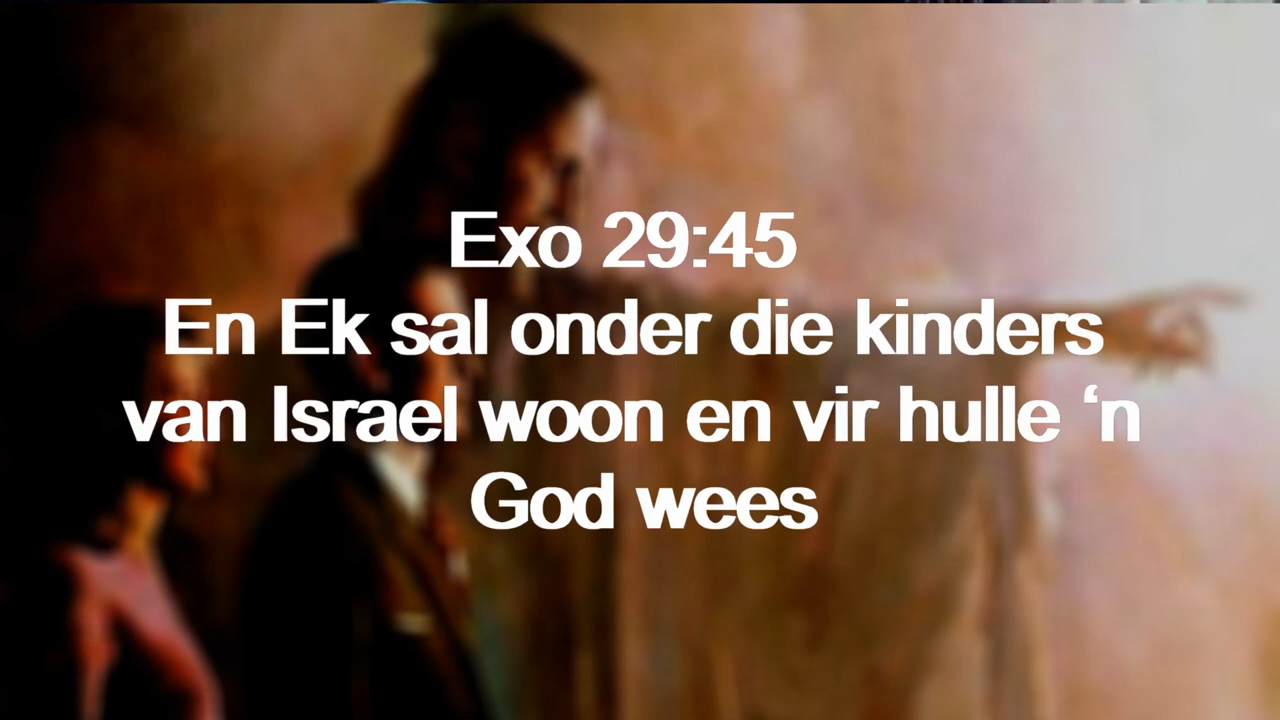 Exo 29:45
En Ek sal onder die kinders
van Israel woon en vir hulle ‘n
God wees